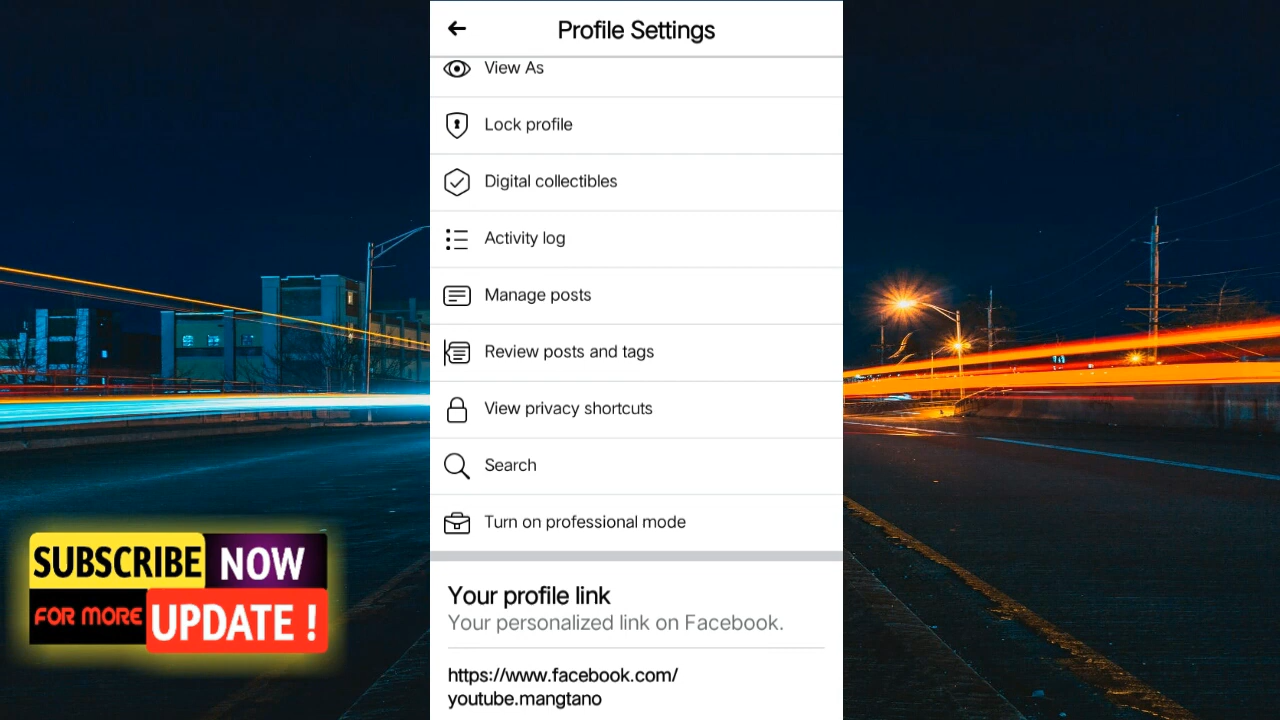 Profile Settings
View As
Lock profile
Digital collectibles
Activity log
Manage posts
Review posts and tags
View privacy shortcuts
Search
Turn on professional mode
Your profile link
Your personalized link on Facebook.
https://www.facebook.com/
youtube.mangtano
SUBSCRIBE NOW
FOR MORE UPDATE !